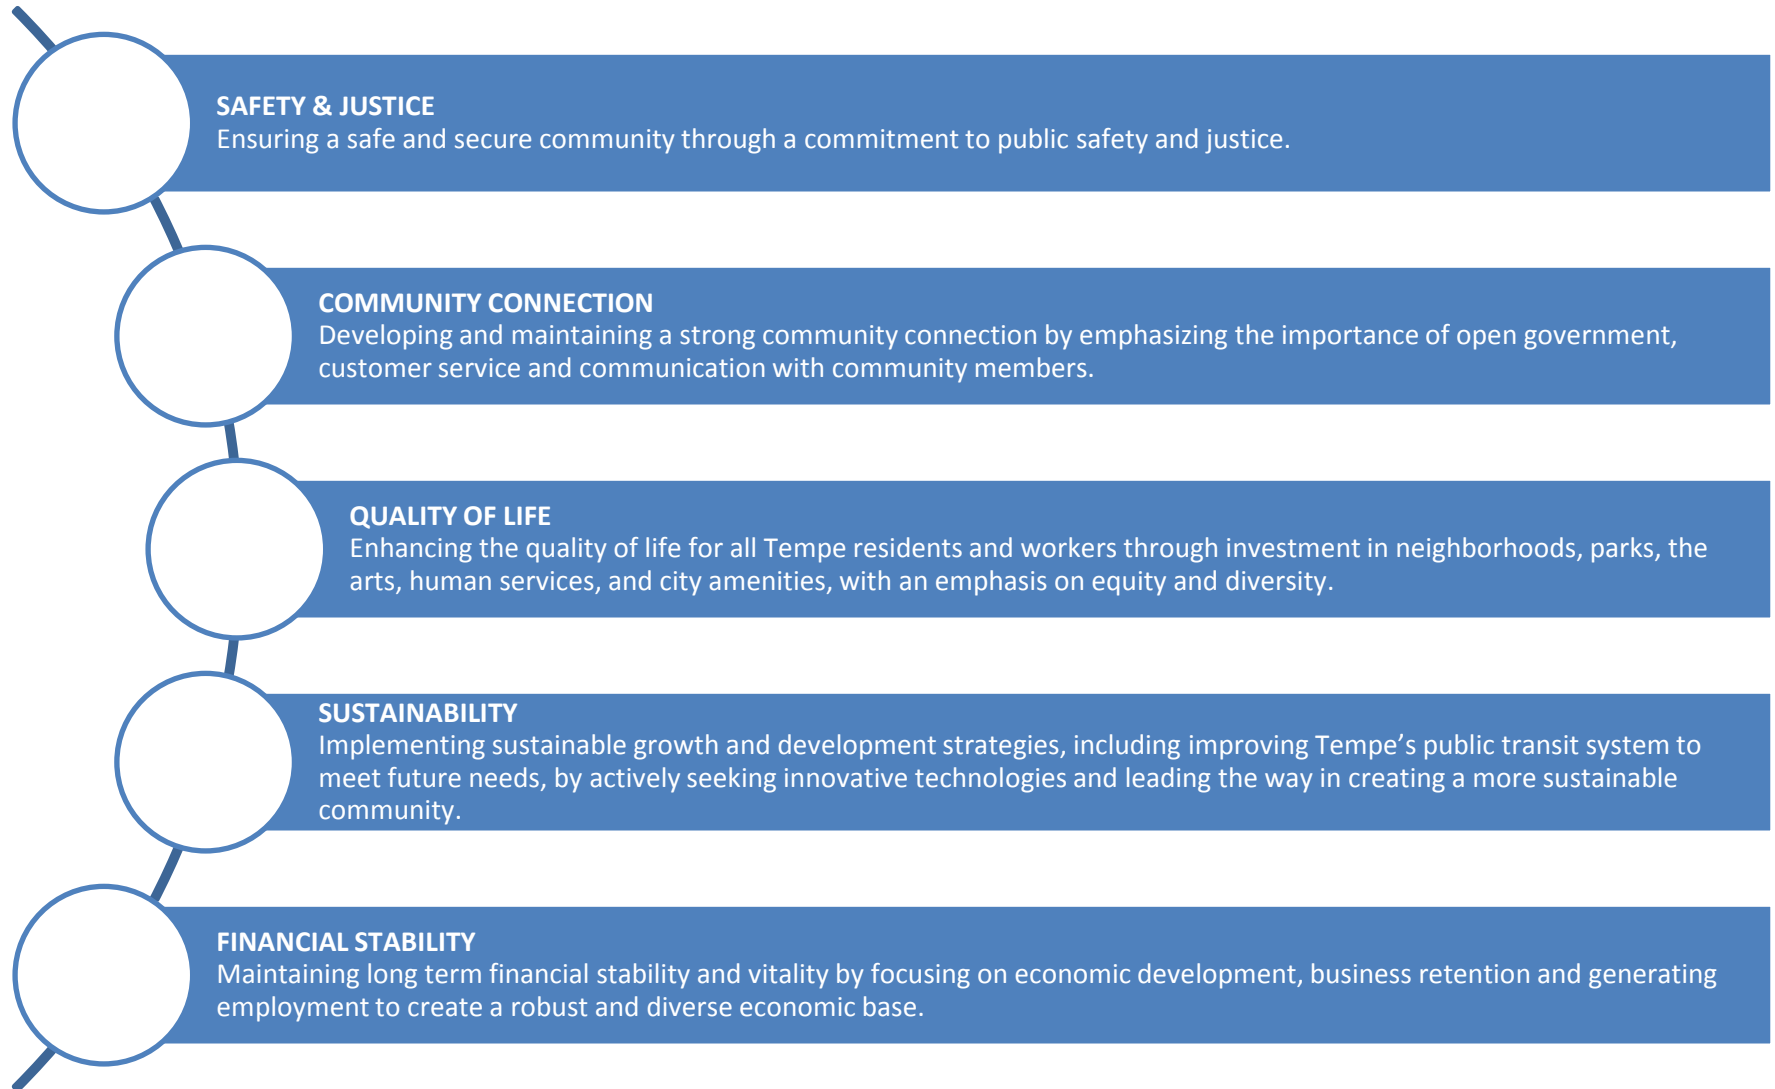 SAFETY & JUSTICE
Ensuring a safe and secure community through a commitment to public safety and justice.
COMMUNITY CONNECTION
Developing and maintaining a strong community connection by emphasizing the importance of open government,
customer service and communication with community members.
QUALITY OF LIFE
Enhancing the quality of life for all Tempe residents and workers through investment in neighborhoods, parks, the
arts, human services, and city amenities, with an emphasis on equity and diversity.
SUSTAINABILITY
Implementing sustainable growth and development strategies, including improving Tempe’s public transit system to
meet future needs, by actively seeking innovative technologies and leading the way in creating a more sustainable
community.
FINANCIAL STABILITY
Maintaining long term financial stability and vitality by focusing on economic development, business retention and generating
employment to create a robust and diverse economic base.